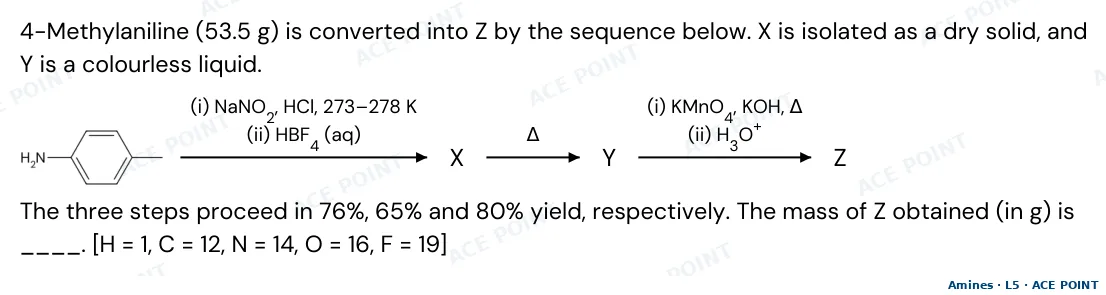 4-Methylaniline (53.5 g) is converted into Z by the sequence below. X is isolated as a dry solid, and
Y is a colourless liquid.
(i) NaNO₂, HCl, 273–278 K
(ii) HBF₄ (aq)
(i) KMnO₄, KOH, Δ
(ii) H₃O⁺
Δ
H₂N
X
Y
Z
The three steps proceed in 76%, 65% and 80% yield, respectively. The mass of Z obtained (in g) is
____. [H = 1, C = 12, N = 14, O = 16, F = 19]
Amines · L5 · ACE POINT
ACE POINT